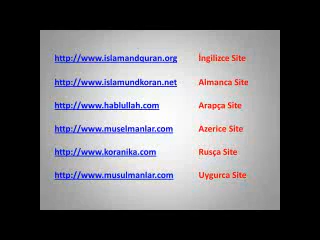 http://www.islamandquran.org İngilizce Site
http://www.islamundkoran.net Almanca Site
http://www.hablullah.com Arapça Site
http://www.muselmanlar.com Azerice Site
http://www.koranika.com Rusça Site
http://www.musulmanlar.com Uygurca Site